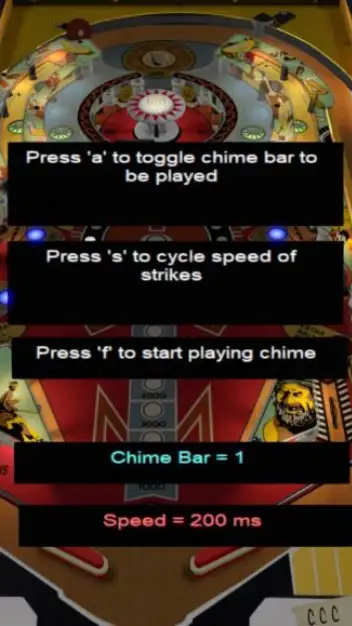 Press 'a' to toggle chime bar to
be played
Press 's' to cycle speed of
strikes
Press 'f' to start playing chime
Chime Bar = 1
Speed = 200 ms